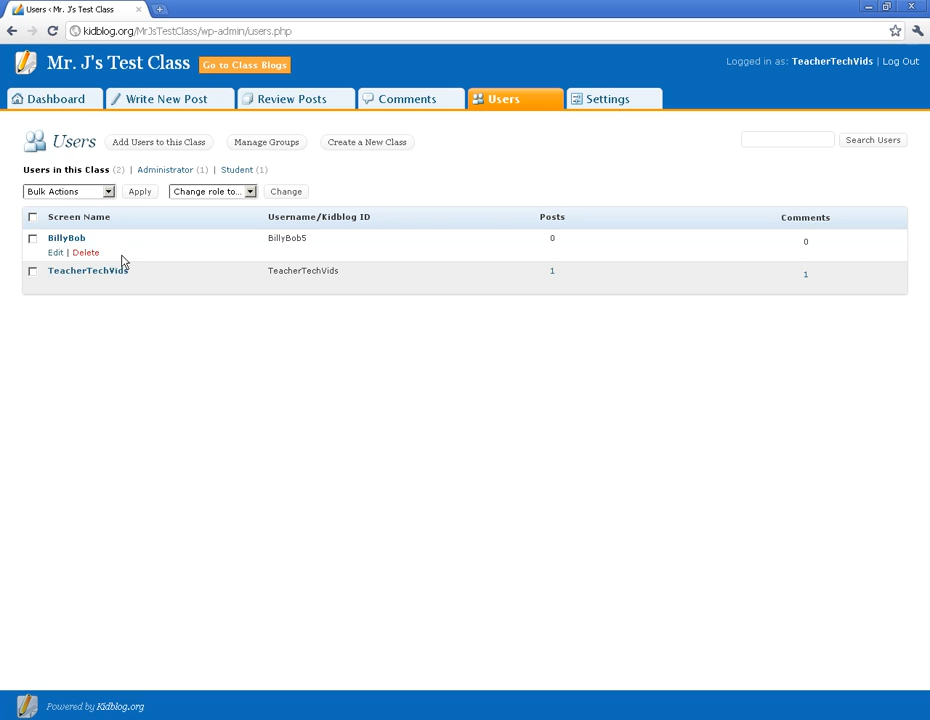 Users ‹ Mr. J's Test Class
kidblog.org/MrJsTestClass/wp-admin/users.php
Mr. J's Test Class Go to Class Blogs Logged in as: TeacherTechVids | Log Out
Dashboard Write New Post Review Posts Comments Users Settings
Users Add Users to this Class Manage Groups Create a New Class Search Users
Users in this Class (2) | Administrator (1) | Student (1)
Bulk Actions Apply Change role to... Change
Screen Name Username/Kidblog ID Posts Comments
BillyBob BillyBob5 0 0
Edit | Delete
TeacherTechVids TeacherTechVids 1 1
Powered by Kidblog.org